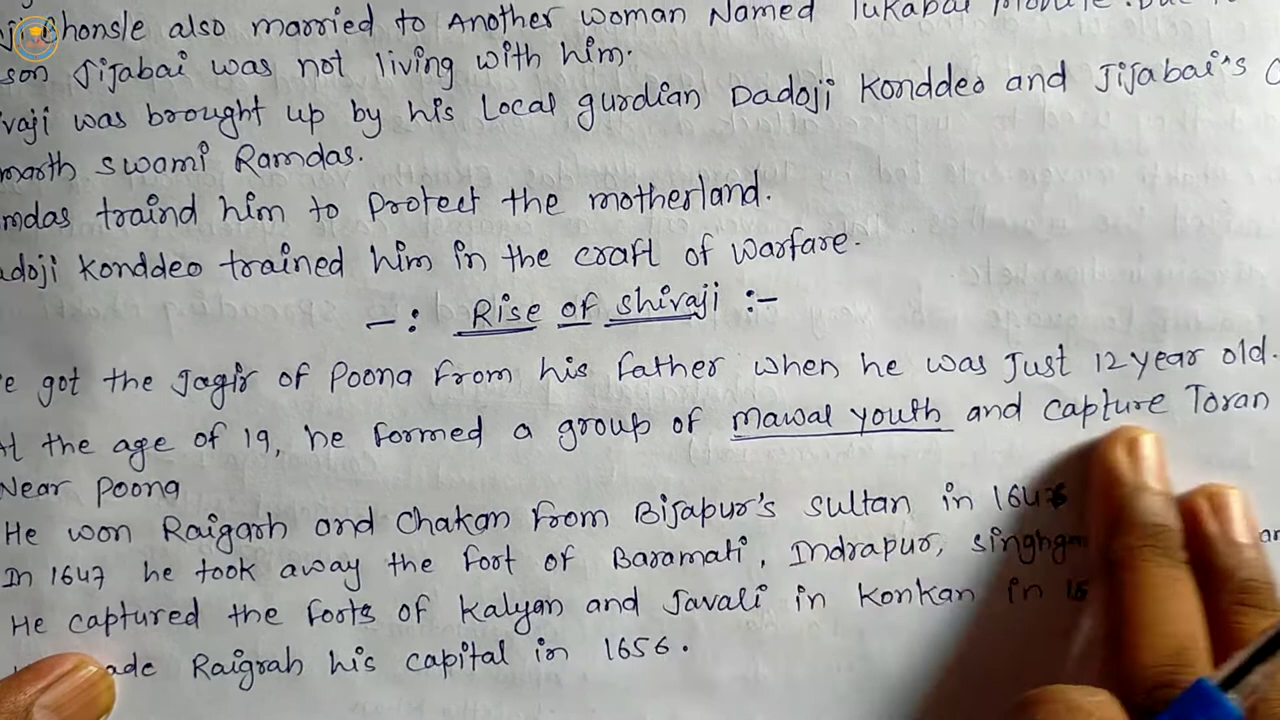 Bhonsle also married to Another woman Named Tukabai
son Jijabai was not living with him.
vaji was brought up by his Local gurdian Dadoji Konddeo and Jijabai's
marth swami Ramdas.
mdas traind him to Protect the motherland.
adoji Konddeo trained him in the craft of warfare.
-: Rise of shivaji :-
e got the Jagir of Poona from his father when he was Just 12 year old.
At the age of 19, he formed a group of mawal youth and capture Toran
Near Poona
He won Raigarh and Chakan from Bijapur's Sultan in
In 1647 he took away the fort of Baramati, Indrapur,
He captured the forts of Kalyan and Javali in Konkan in
ade Raigrah his capital in 1656.